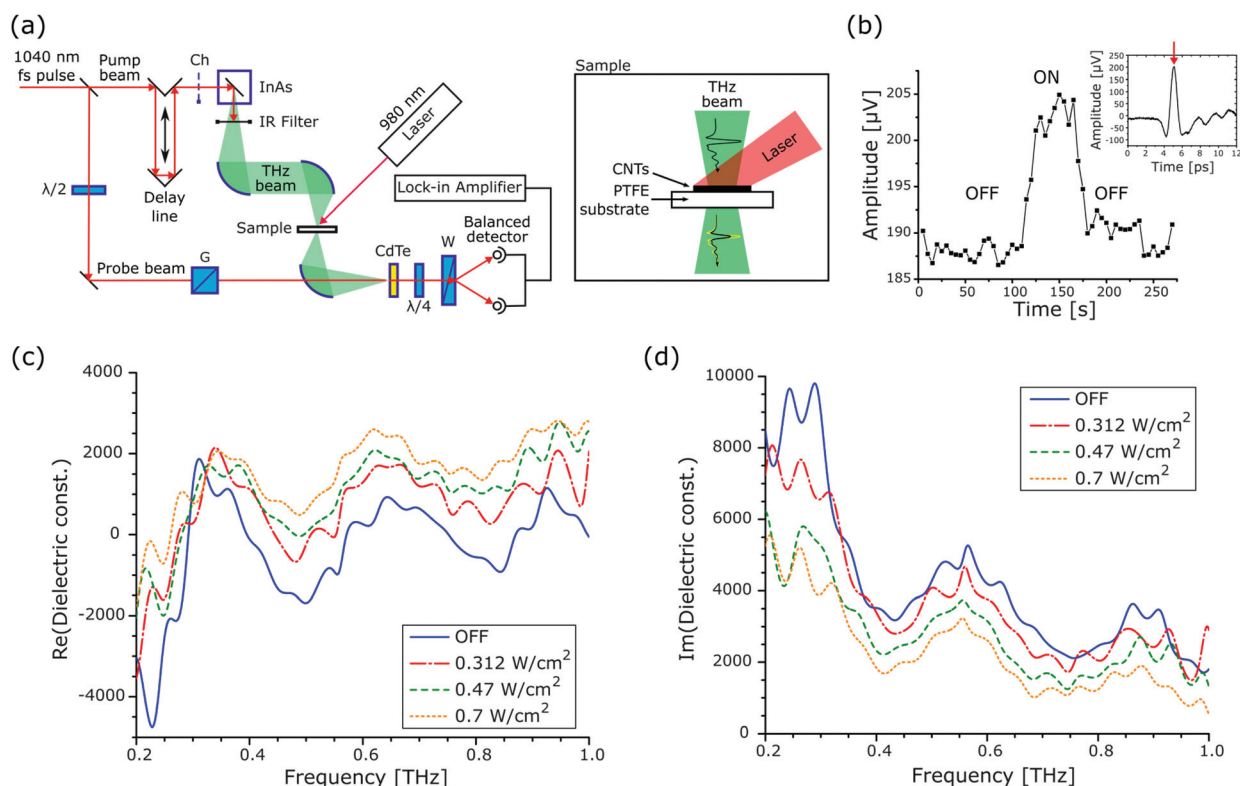 (a)
1040 nm
fs pulse
Pump
beam
Ch
InAs
IR Filter
980 nm
Laser
λ/2
Delay
line
THz
beam
Lock-in Amplifier
Sample
Balanced
detector
CdTe
W
Probe beam
G
λ/4
Sample
THz
beam
Laser
CNTs
PTFE
substrate
(b)
Amplitude [µV]
205
200
195
190
185
OFF
ON
OFF
0
50
100
150
200
250
Time [s]
Amplitude [µV]
250
200
150
100
50
0
-50
-100
0 2 4 6 8 10 12
Time [ps]
(c)
Re(Dielectric const.)
4000
2000
0
-2000
-4000
OFF
0.312 W/cm²
0.47 W/cm²
0.7 W/cm²
0.2 0.4 0.6 0.8 1.0
Frequency [THz]
(d)
Im(Dielectric const.)
10000
8000
6000
4000
2000
0
OFF
0.312 W/cm²
0.47 W/cm²
0.7 W/cm²
0.2 0.4 0.6 0.8 1.0
Frequency [THz]